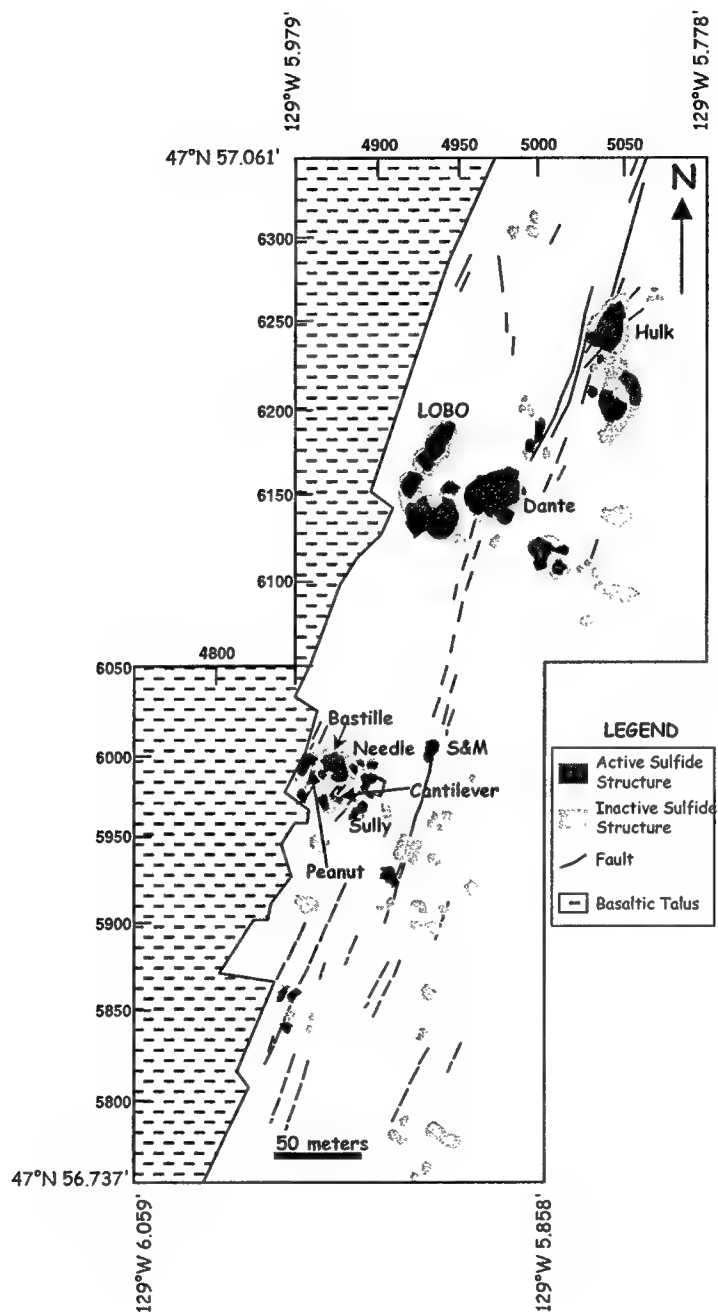 129°W 5.979'
129°W 5.778'
4900
4950
5000
5050
47°N 57.061'
N
6300
6250
Hulk
6200
LOBO
6150
Dante
6100
6050
4800
Bastille
6000
Needle
S&M
Cantilever
5950
Sully
Peanut
5900
5850
5800
50 meters
47°N 56.737'
129°W 6.059'
129°W 5.858'
LEGEND
Active Sulfide
Structure
Inactive Sulfide
Structure
Fault
Basaltic Talus